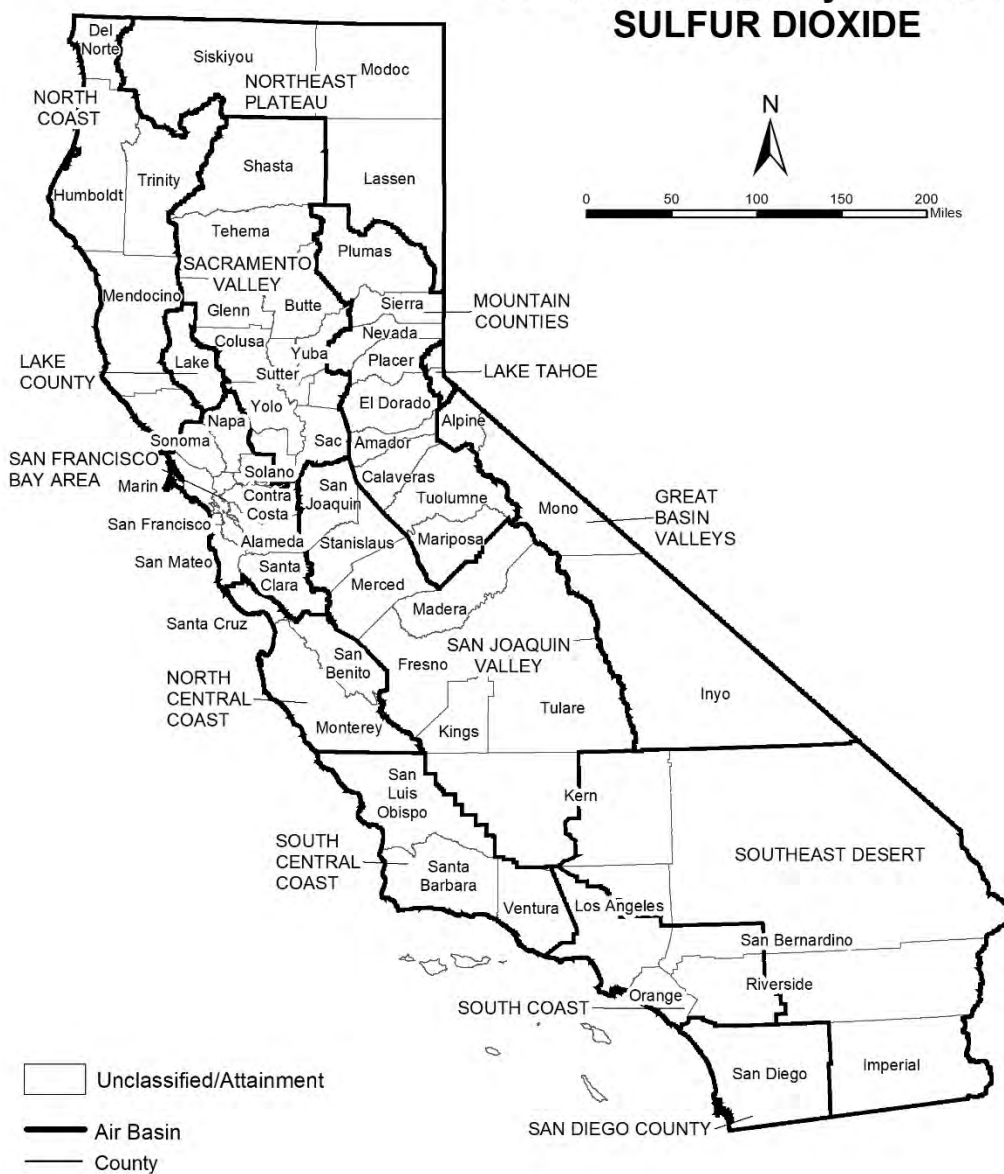 SULFUR DIOXIDE
N
0 50 100 150 200
Miles
Del
Norte
Siskiyou
Modoc
NORTHEAST
PLATEAU
NORTH
COAST
Humboldt
Trinity
Shasta
Lassen
Tehema
Plumas
SACRAMENTO
VALLEY
Mendocino
Glenn
Butte
Sierra
MOUNTAIN
COUNTIES
Colusa
Yuba
Nevada
Placer
LAKE
COUNTY
Lake
Sutter
LAKE TAHOE
Yolo
El Dorado
Napa
Sonoma
Sac
Amador
Alpine
SAN FRANCISCO
BAY AREA
Solano
Calaveras
Marin
Contra
Costa
San
Joaquin
Tuolumne
Mono
GREAT
BASIN
VALLEYS
San Francisco
Alameda
Stanislaus
Mariposa
San Mateo
Santa
Clara
Merced
Madera
Santa Cruz
SAN JOAQUIN
VALLEY
San
Benito
Fresno
NORTH
CENTRAL
COAST
Monterey
Kings
Tulare
Inyo
San
Luis
Obispo
Kern
SOUTH
CENTRAL
COAST
Santa
Barbara
SOUTHEAST DESERT
Ventura
Los Angeles
San Bernardino
Riverside
Orange
SOUTH COAST
San Diego
Imperial
SAN DIEGO COUNTY
Unclassified/Attainment
Air Basin
County